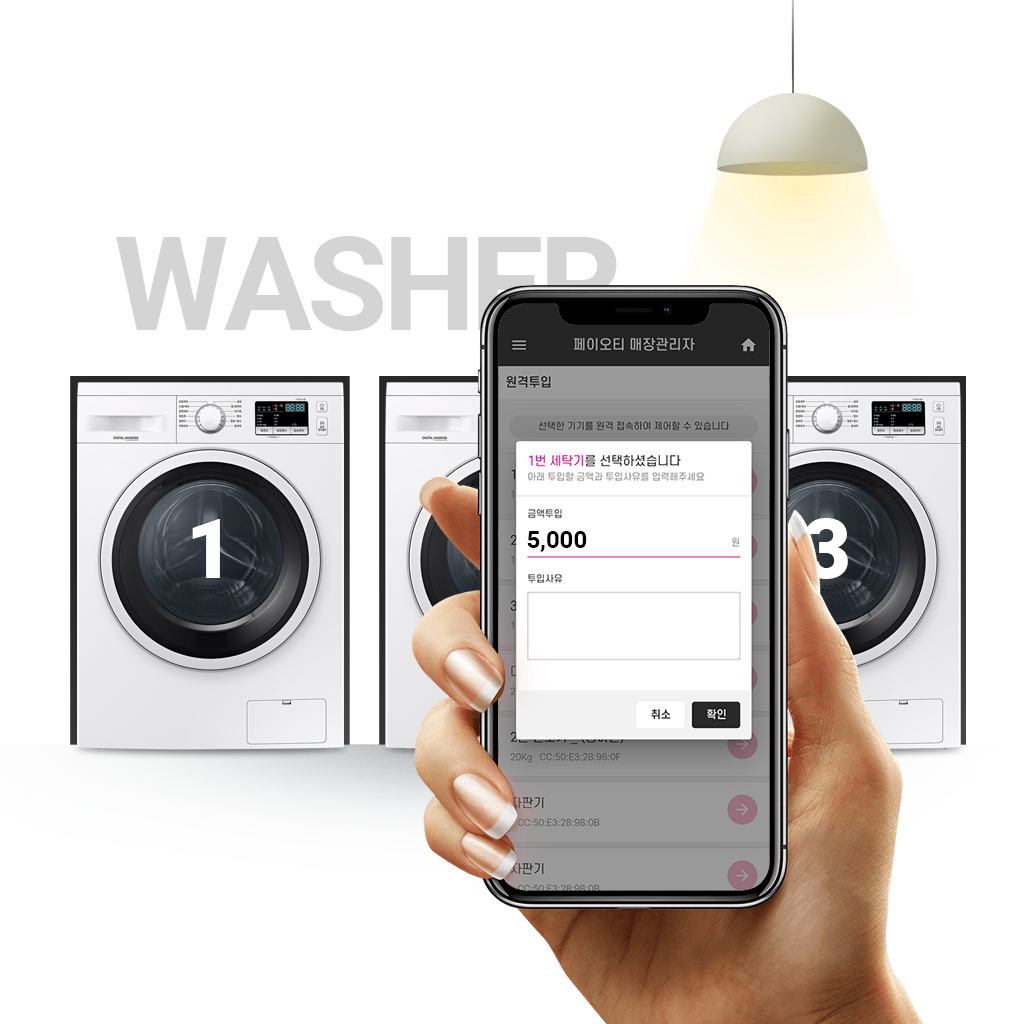 WASHER
페이오티 매장관리자
원격투입
선택한 기기를 원격 접속하여 제어할 수 있습니다
1번 세탁기를 선택하셨습니다
아래 투입할 금액과 투입사유를 입력해주세요
금액투입
5,000 원
투입사유
취소 확인
20Kg CC:50:E3:28:96:0F
자판기
CC:50:E3:28:98:0B
자판기
CC:50:E3:28:98:0B
DIGITAL INVERTER
1
3